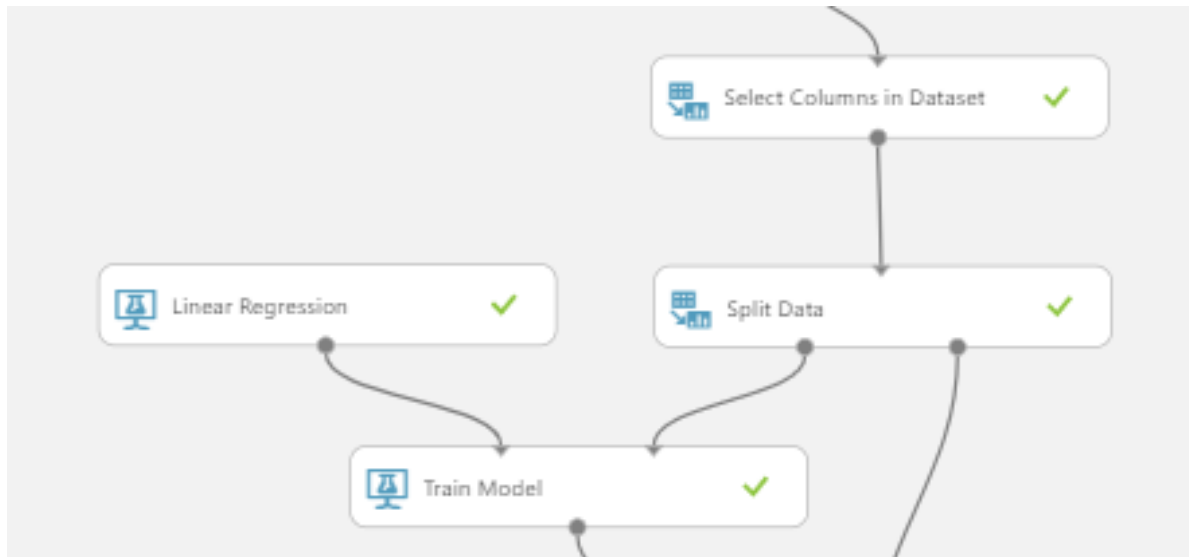 Select Columns in Dataset
Linear Regression
Split Data
Train Model